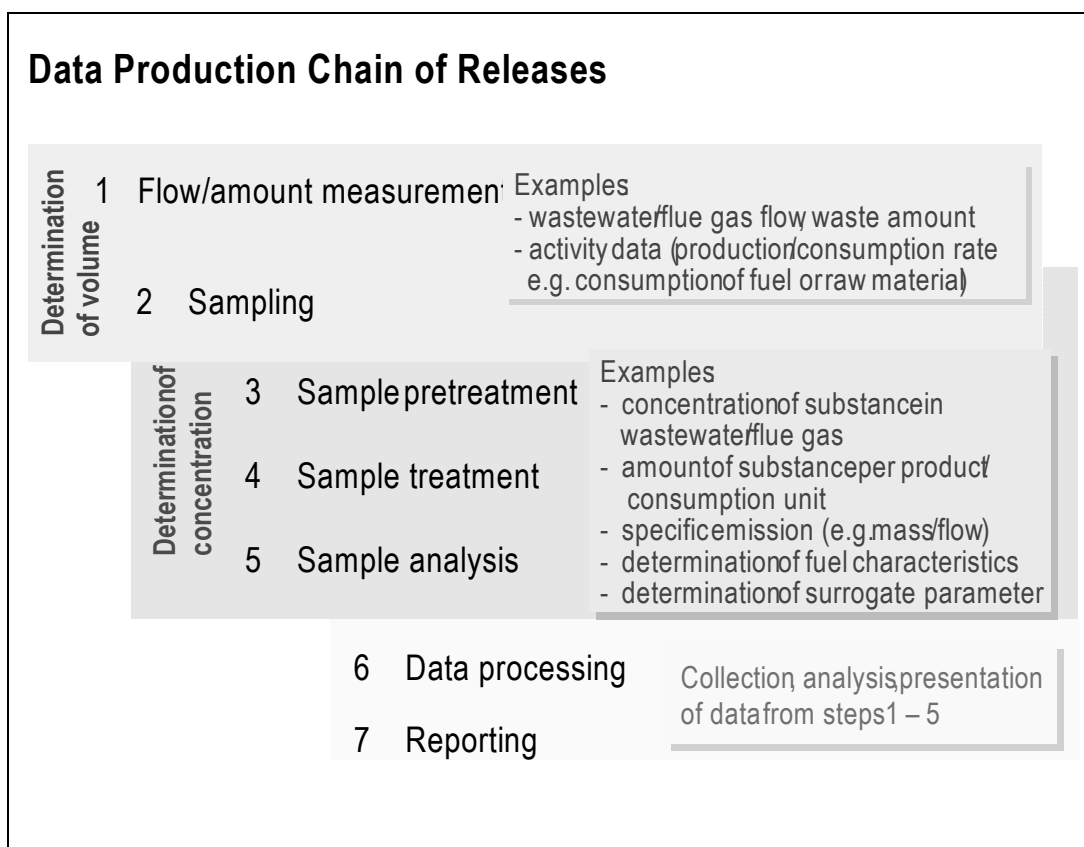 Data Production Chain of Releases
Determination
of volume
1 Flow/amount measurement
Examples
- wastewater/flue gas flow, waste amount
- activity data (production/consumption rate
e.g. consumption of fuel or raw material)
2 Sampling
Determination of
concentration
3 Sample pretreatment
4 Sample treatment
5 Sample analysis
Examples
- concentration of substance in
wastewater/flue gas
- amount of substance per product/
consumption unit
- specific emission (e.g. mass/flow)
- determination of fuel characteristics
- determination of surrogate parameter
6 Data processing
7 Reporting
Collection, analysis, presentation
of data from steps 1 – 5